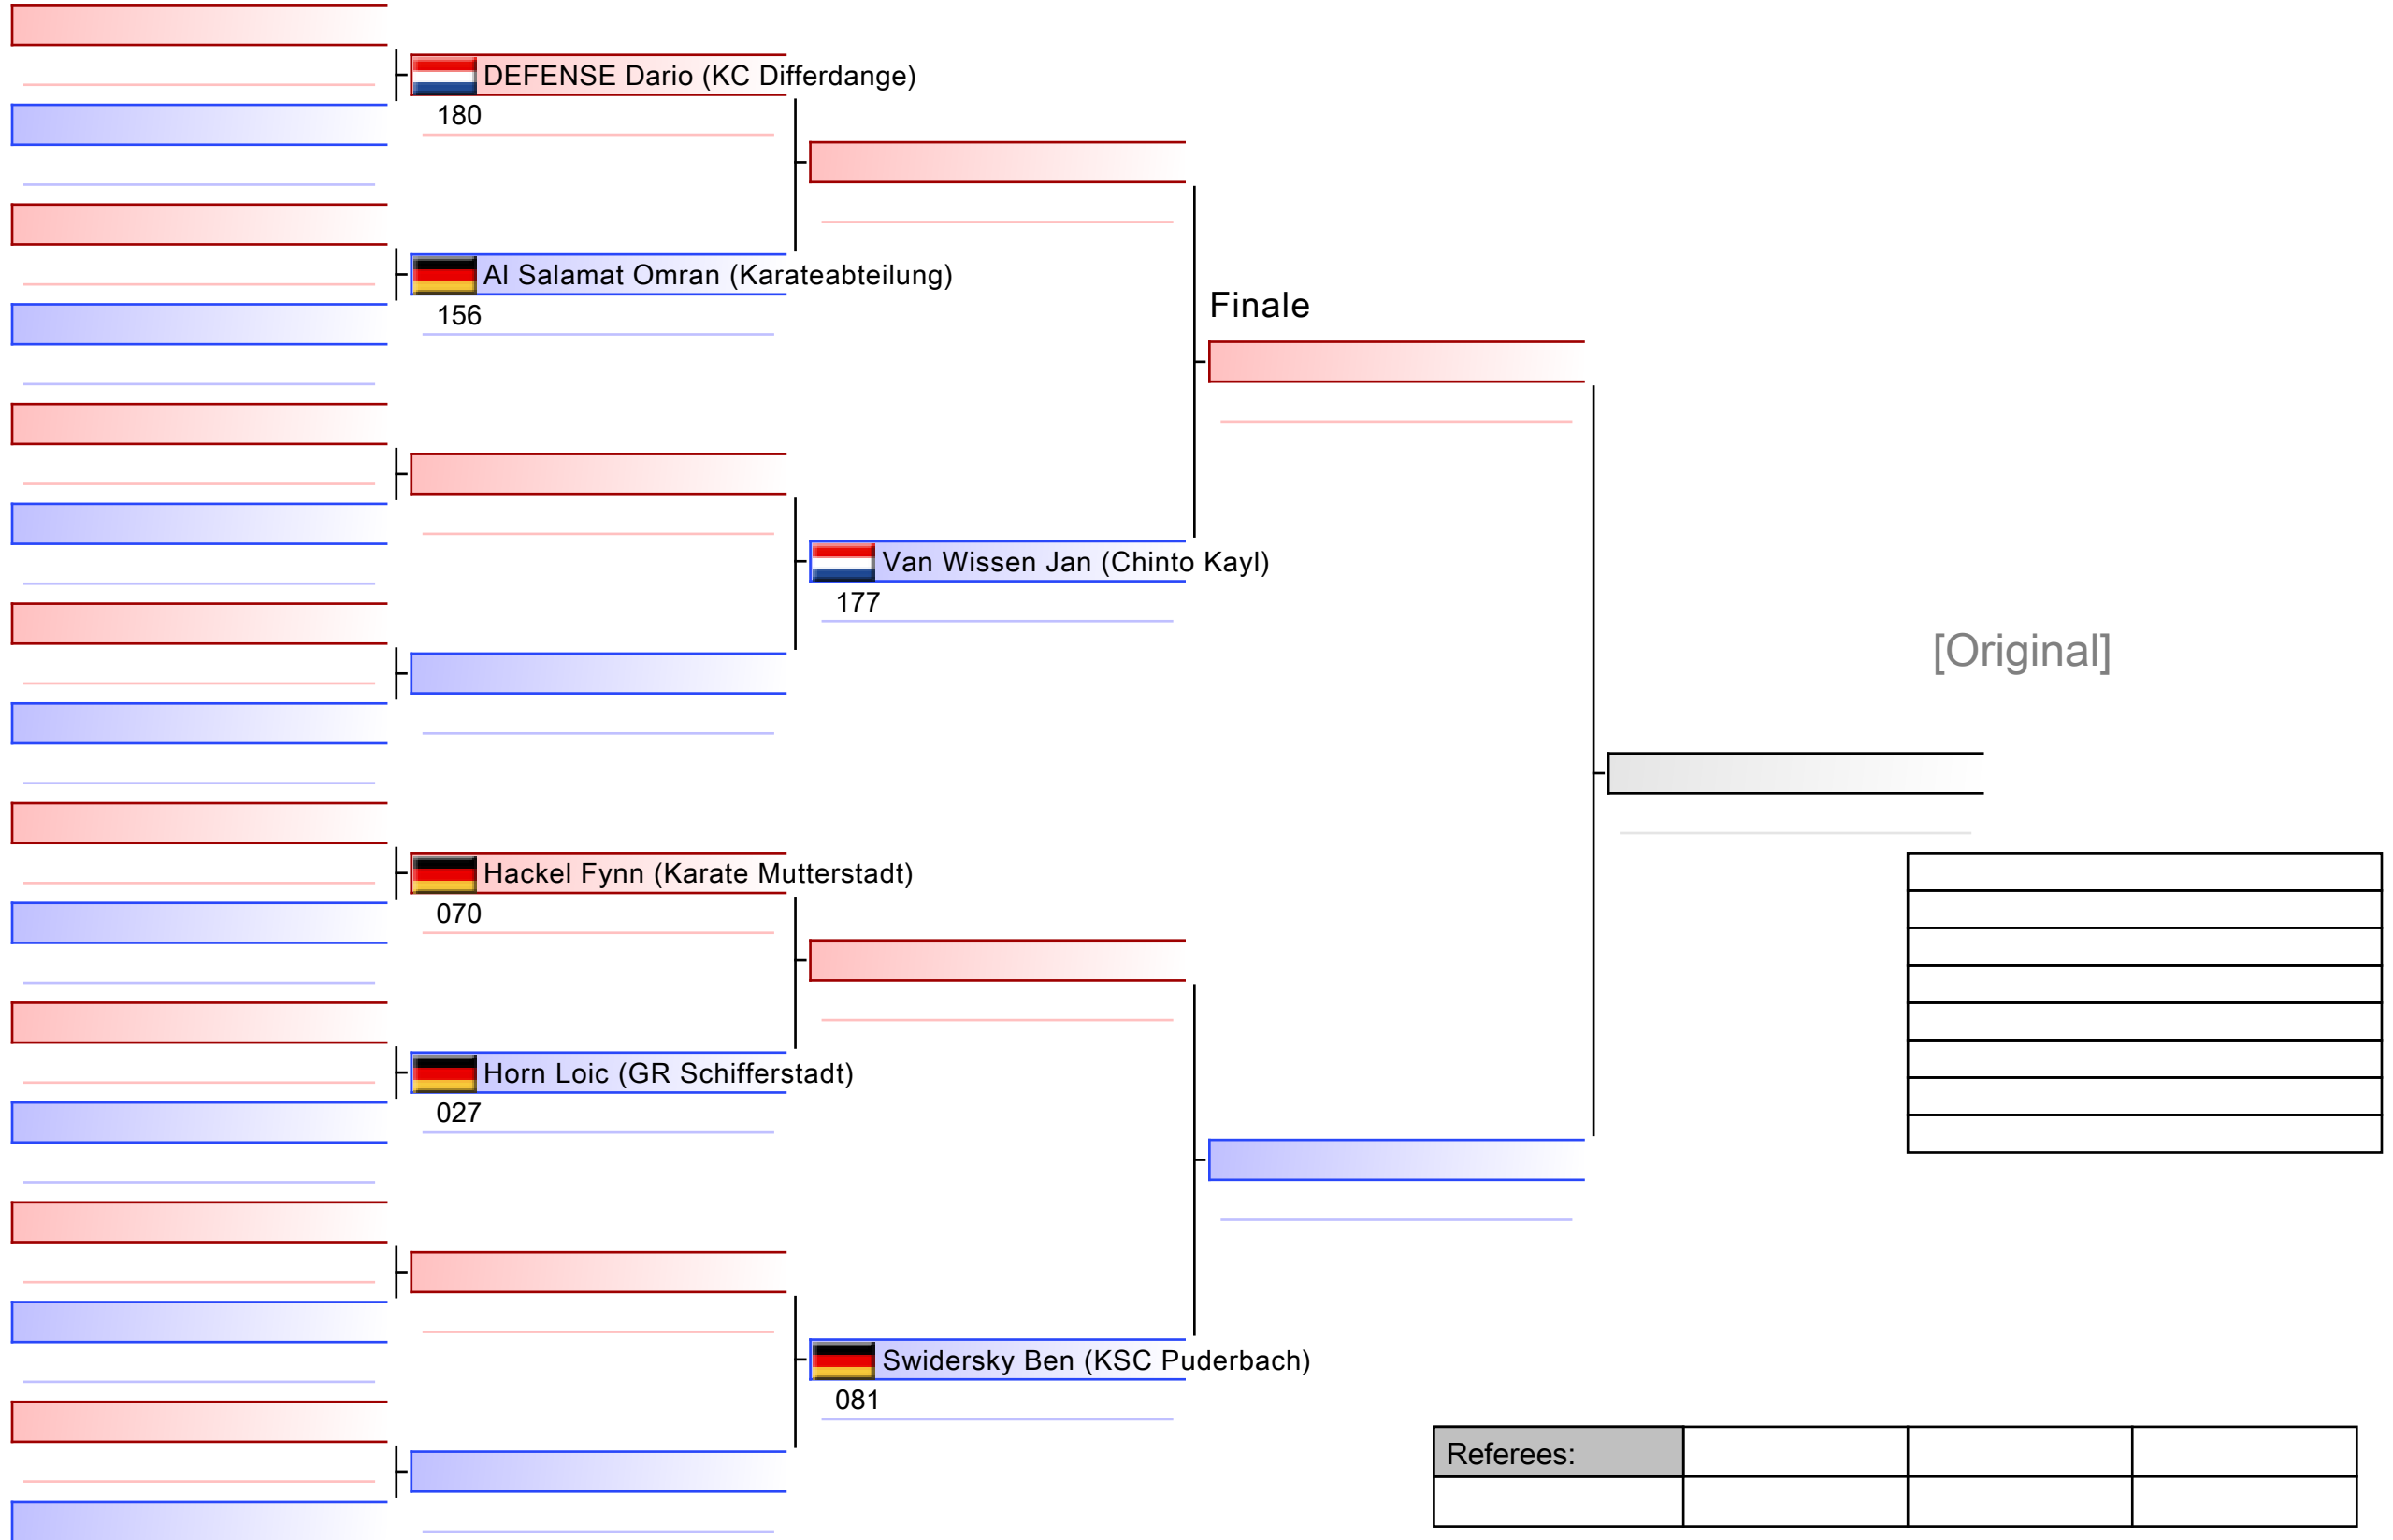 DEFENSE Dario (KC Differdange)
180
Al Salamat Omran (Karateabteilung)
156
Finale
Van Wissen Jan (Chinto Kayl)
177
[Original]
Hackel Fynn (Karate Mutterstadt)
070
Horn Loic (GR Schifferstadt)
027
Swidersky Ben (KSC Puderbach)
081
Referees: